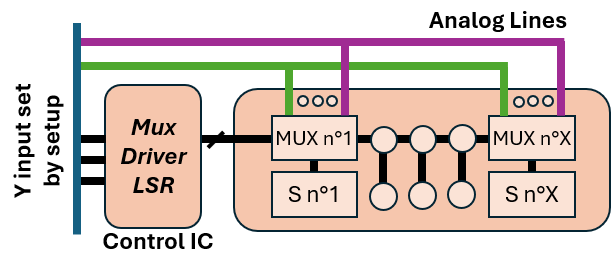 Analog Lines
Y input set
by setup
Mux
Driver
LSR
Control IC
MUX n°1
S n°1
MUX n°X
S n°X